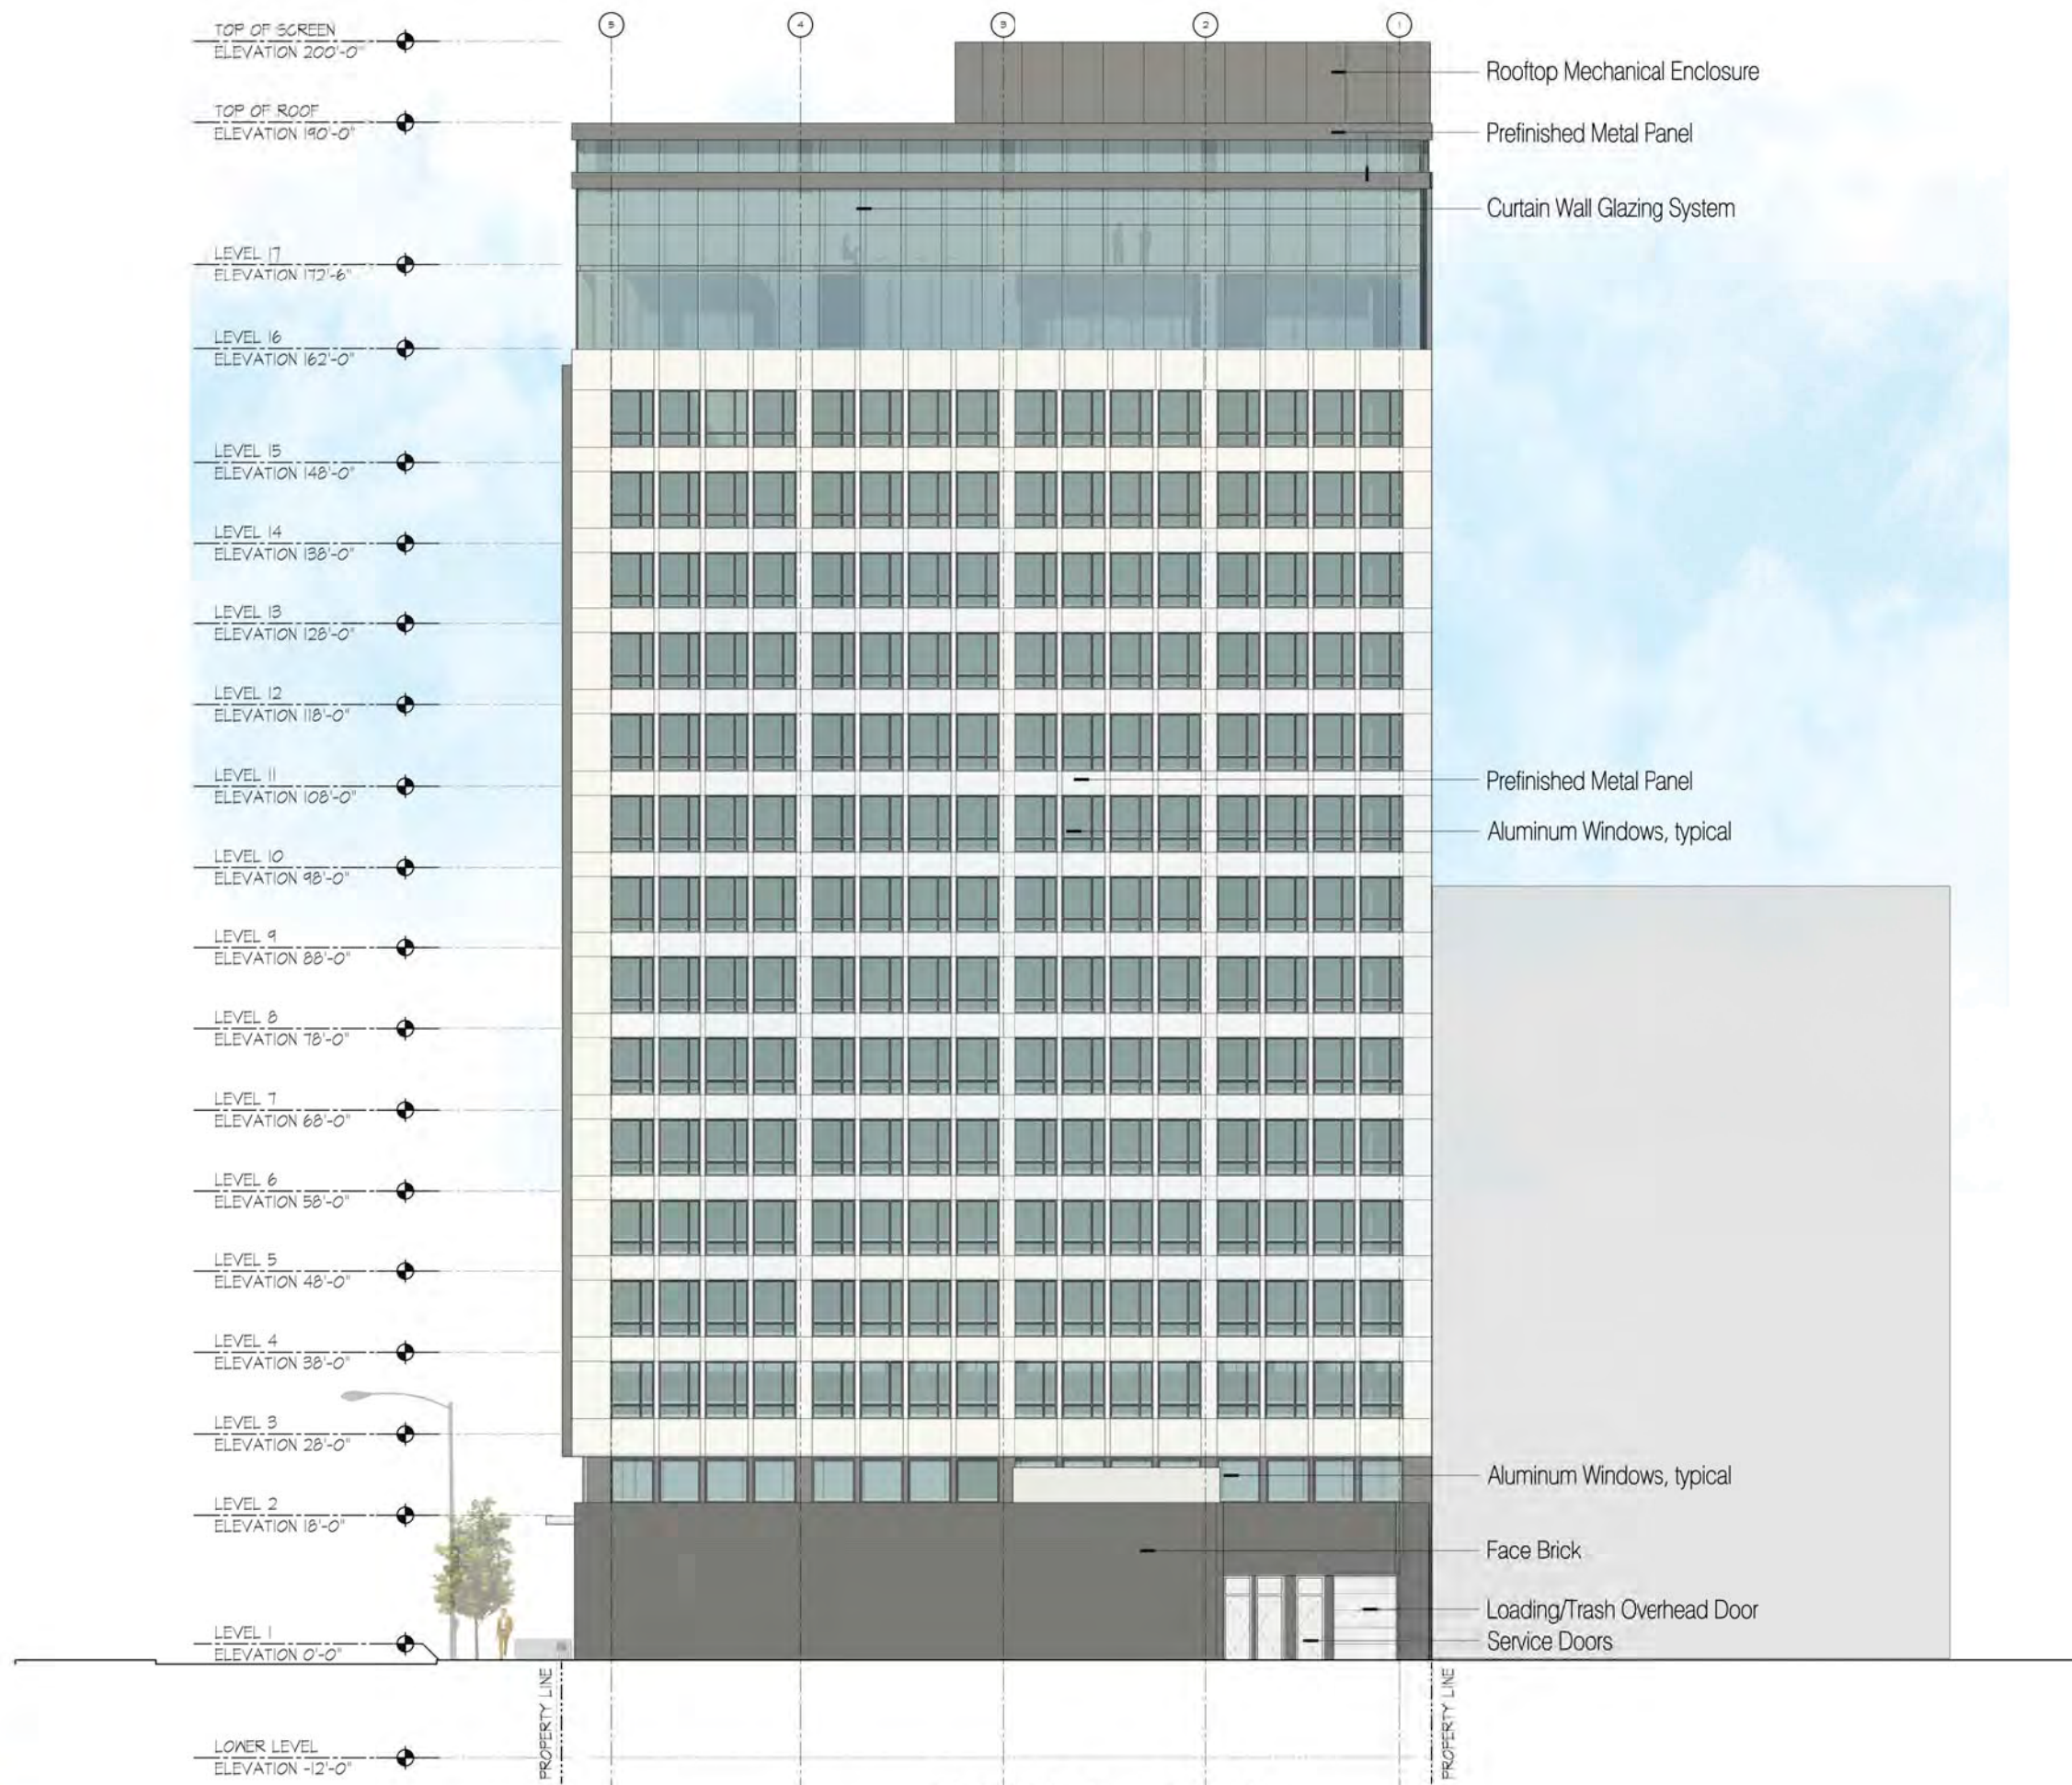 5 4 3 2 1
TOP OF SCREEN
ELEVATION 200'-0"
Rooftop Mechanical Enclosure
TOP OF ROOF
ELEVATION 190'-0"
Prefinished Metal Panel
Curtain Wall Glazing System
LEVEL 17
ELEVATION 172'-6"
LEVEL 16
ELEVATION 162'-0"
LEVEL 15
ELEVATION 148'-0"
LEVEL 14
ELEVATION 138'-0"
LEVEL 13
ELEVATION 128'-0"
LEVEL 12
ELEVATION 118'-0"
LEVEL 11
ELEVATION 108'-0"
Prefinished Metal Panel
Aluminum Windows, typical
LEVEL 10
ELEVATION 98'-0"
LEVEL 9
ELEVATION 88'-0"
LEVEL 8
ELEVATION 78'-0"
LEVEL 7
ELEVATION 68'-0"
LEVEL 6
ELEVATION 58'-0"
LEVEL 5
ELEVATION 48'-0"
LEVEL 4
ELEVATION 38'-0"
LEVEL 3
ELEVATION 28'-0"
Aluminum Windows, typical
LEVEL 2
ELEVATION 18'-0"
Face Brick
Loading/Trash Overhead Door
Service Doors
LEVEL 1
ELEVATION 0'-0"
PROPERTY LINE
PROPERTY LINE
LOWER LEVEL
ELEVATION -12'-0"